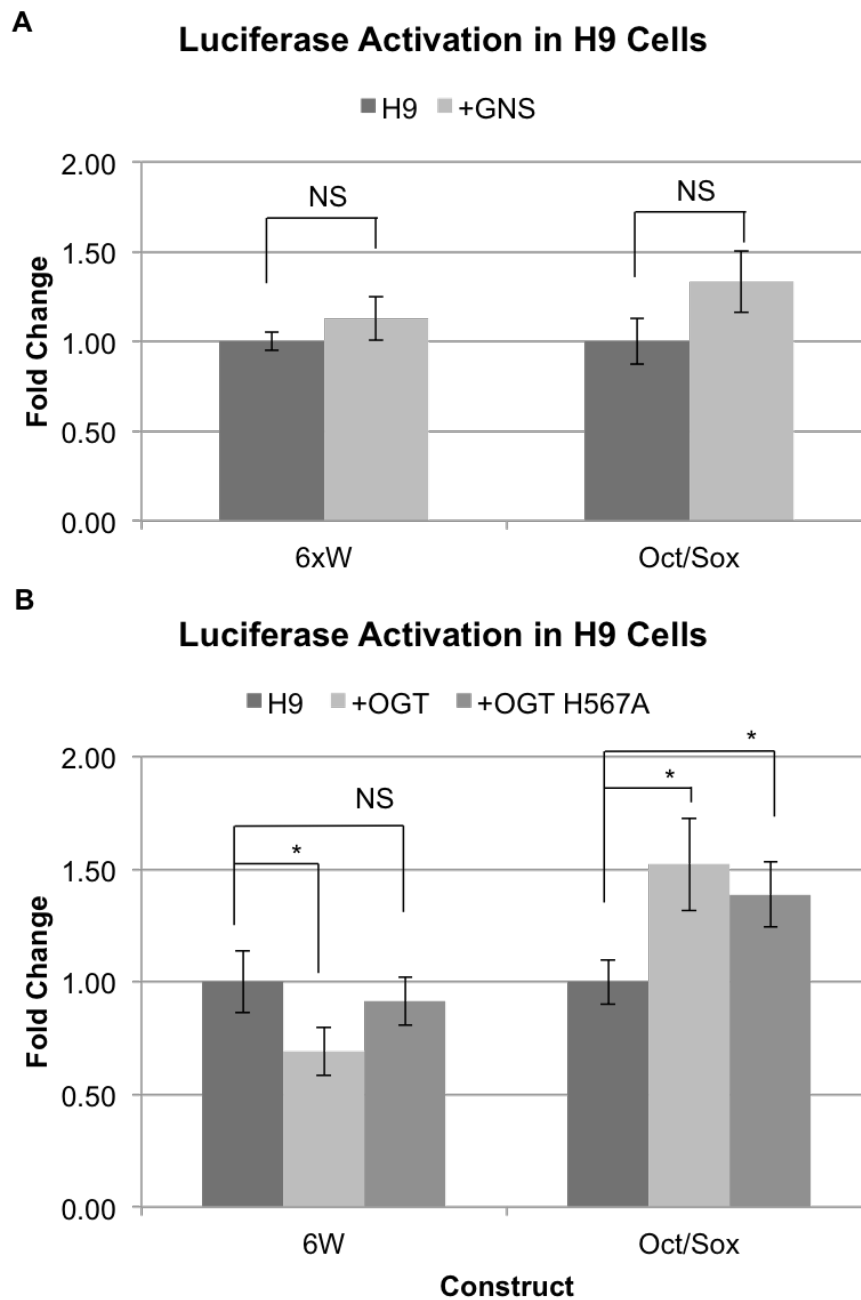 A
Luciferase Activation in H9 Cells
H9 +GNS
2.00
NS NS
1.50
1.00
0.50
0.00
Fold Change
6xW Oct/Sox
B
Luciferase Activation in H9 Cells
H9 +OGT +OGT H567A
2.00
*
*
NS
*
1.50
1.00
0.50
0.00
Fold Change
6W Oct/Sox
Construct